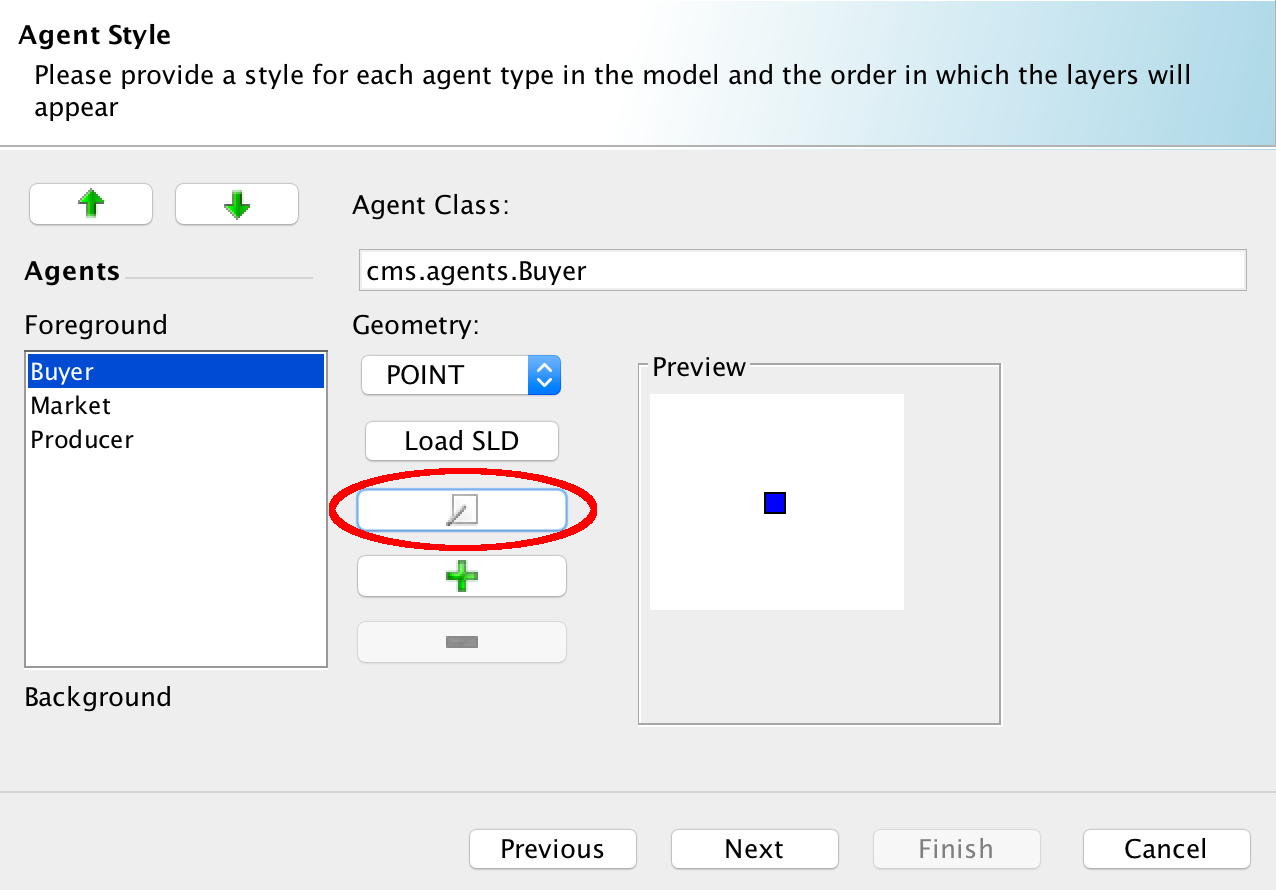 Agent Style
Please provide a style for each agent type in the model and the order in which the layers will
appear
Agent Class:
Agents
cms.agents.Buyer
Foreground
Geometry:
Buyer
Market
Producer
POINT
Load SLD
Preview
Background
Previous
Next
Finish
Cancel